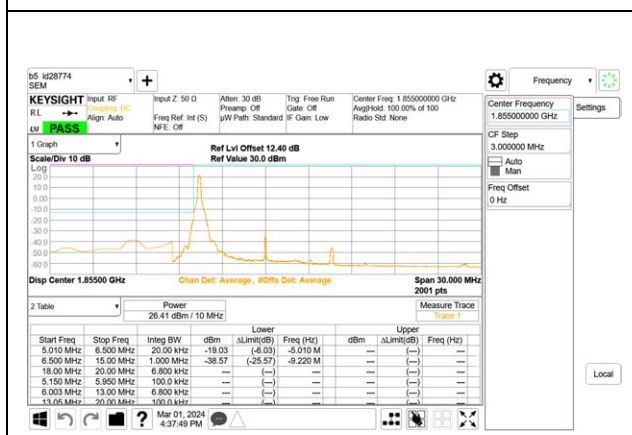 b5 id28774
SEM
Frequency
KEYSIGHT Input: RF Input Z: 50 Ω Atten: 30 dB Trig: Free Run Center Freq: 1.855000000 GHz
RL Coupling: DC Preamp: Off Gate: Off Avg|Hold: 100.00% of 100
Align: Auto Freq Ref: Int (S) µW Path: Standard IF Gain: Low Radio Std: None
PASS NFE: Off
Center Frequency
1.855000000 GHz
Settings
CF Step
3.000000 MHz
Auto
Man
Freq Offset
0 Hz
1 Graph
Scale/Div 10 dB
Ref Lvl Offset 12.40 dB
Ref Value 30.0 dBm
Log
20.0
10.0
0.00
-10.0
-20.0
-30.0
-40.0
-50.0
-60.0
Disp Center 1.85500 GHz Chan Det: Average , #Offs Det: Average Span 30.000 MHz
2001 pts
2 Table Power Measure Trace
26.41 dBm / 10 MHz Trace 1
Lower Upper
Start Freq Stop Freq Integ BW dBm ΔLimit(dB) Freq (Hz) dBm ΔLimit(dB) Freq (Hz)
5.010 MHz 6.500 MHz 20.00 kHz -19.03 (-6.03) -5.010 M --- (---) ---
6.500 MHz 15.00 MHz 1.000 MHz -38.57 (-25.57) -9.220 M --- (---) ---
18.00 MHz 20.00 MHz 6.800 kHz --- (---) --- --- (---) ---
5.150 MHz 5.950 MHz 100.0 kHz --- (---) --- --- (---) ---
6.003 MHz 13.00 MHz 6.800 kHz --- (---) --- --- (---) ---
13.05 MHz 20.00 MHz 100.0 kHz --- (---) --- --- (---) ---
Local
Mar 01, 2024
4:37:49 PM